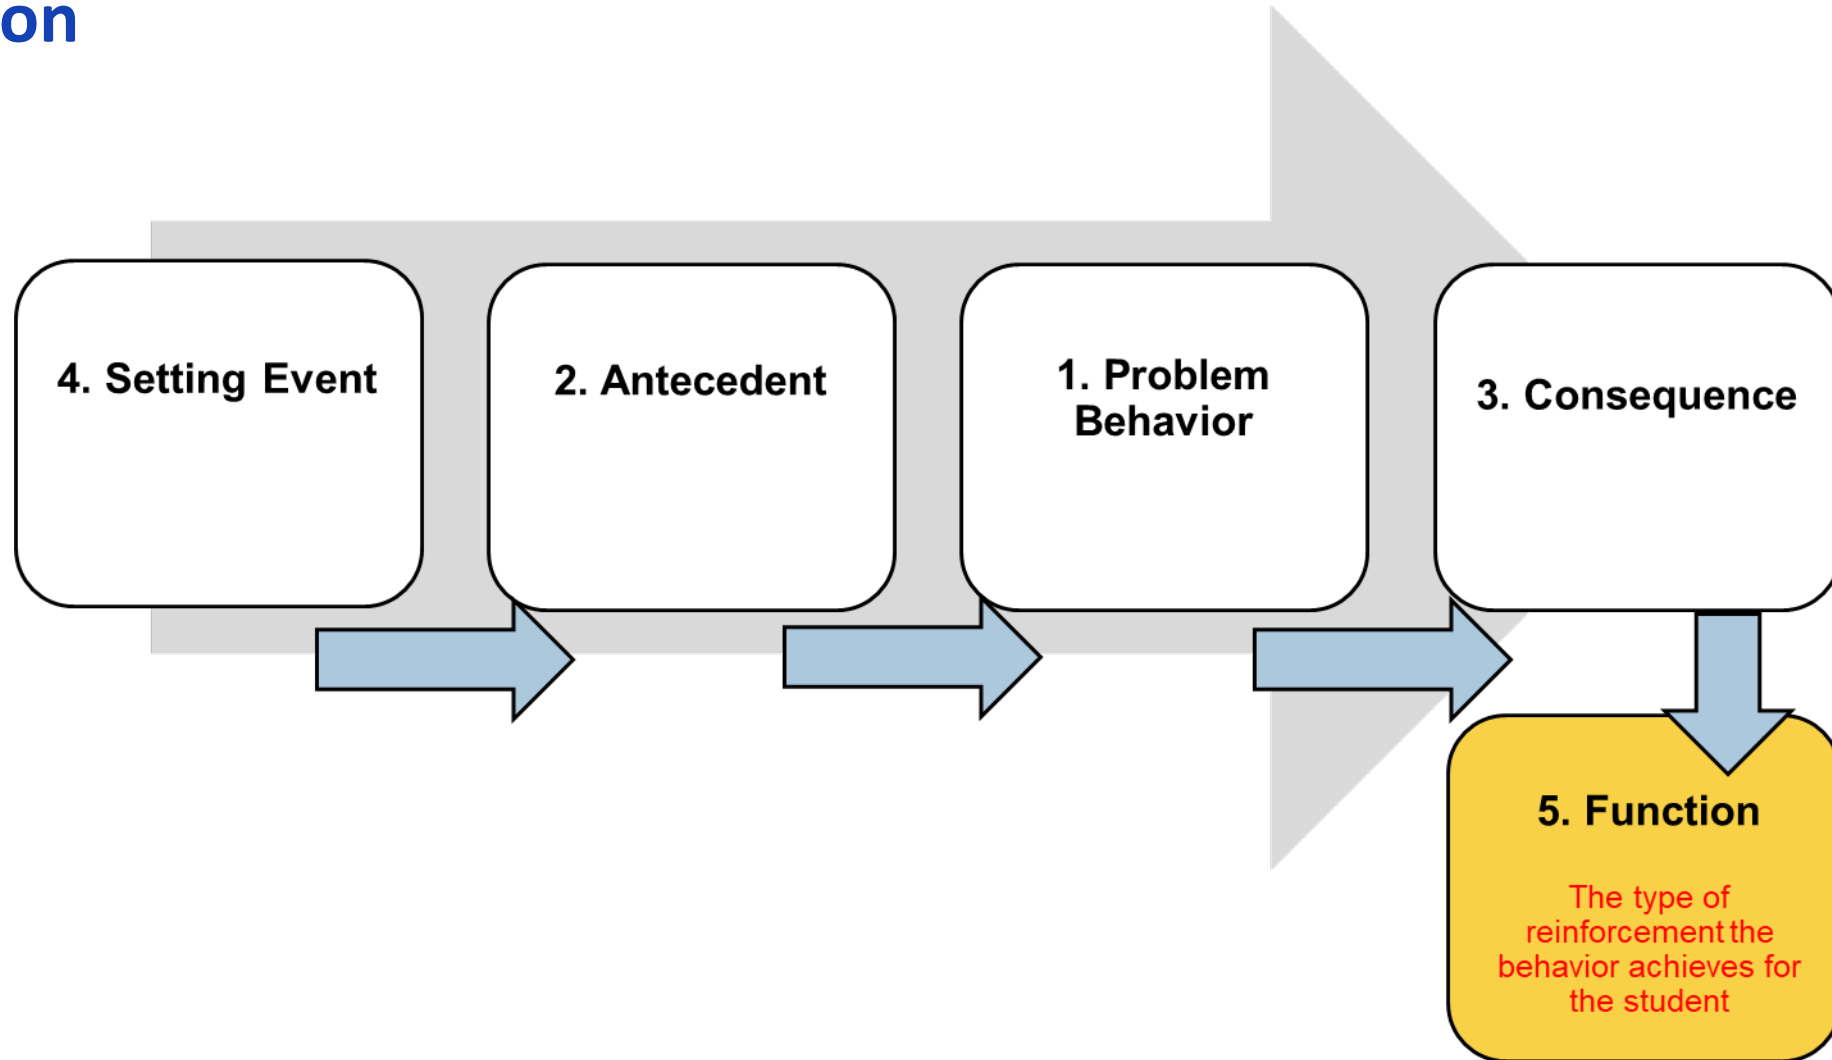 on
4. Setting Event
2. Antecedent
1. Problem
Behavior
3. Consequence
5. Function
The type of
reinforcement the
behavior achieves for
the student